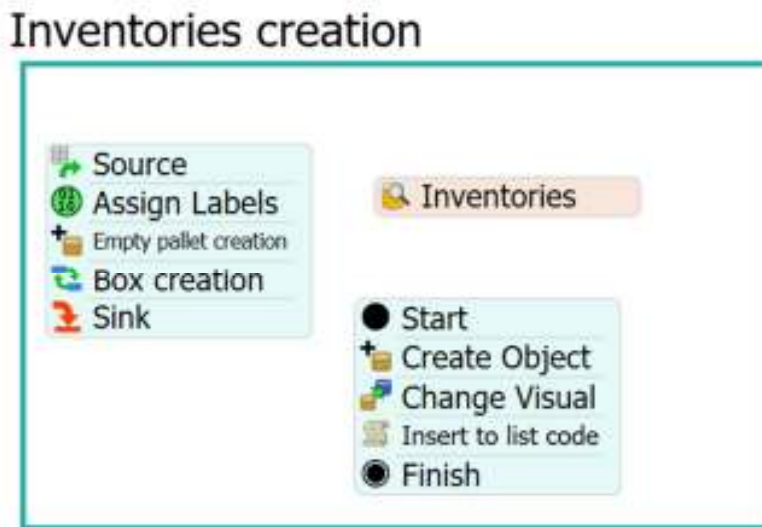 Inventories creation
Source
Assign Labels
Empty pallet creation
Box creation
Sink
Inventories
Start
Create Object
Change Visual
Insert to list code
Finish